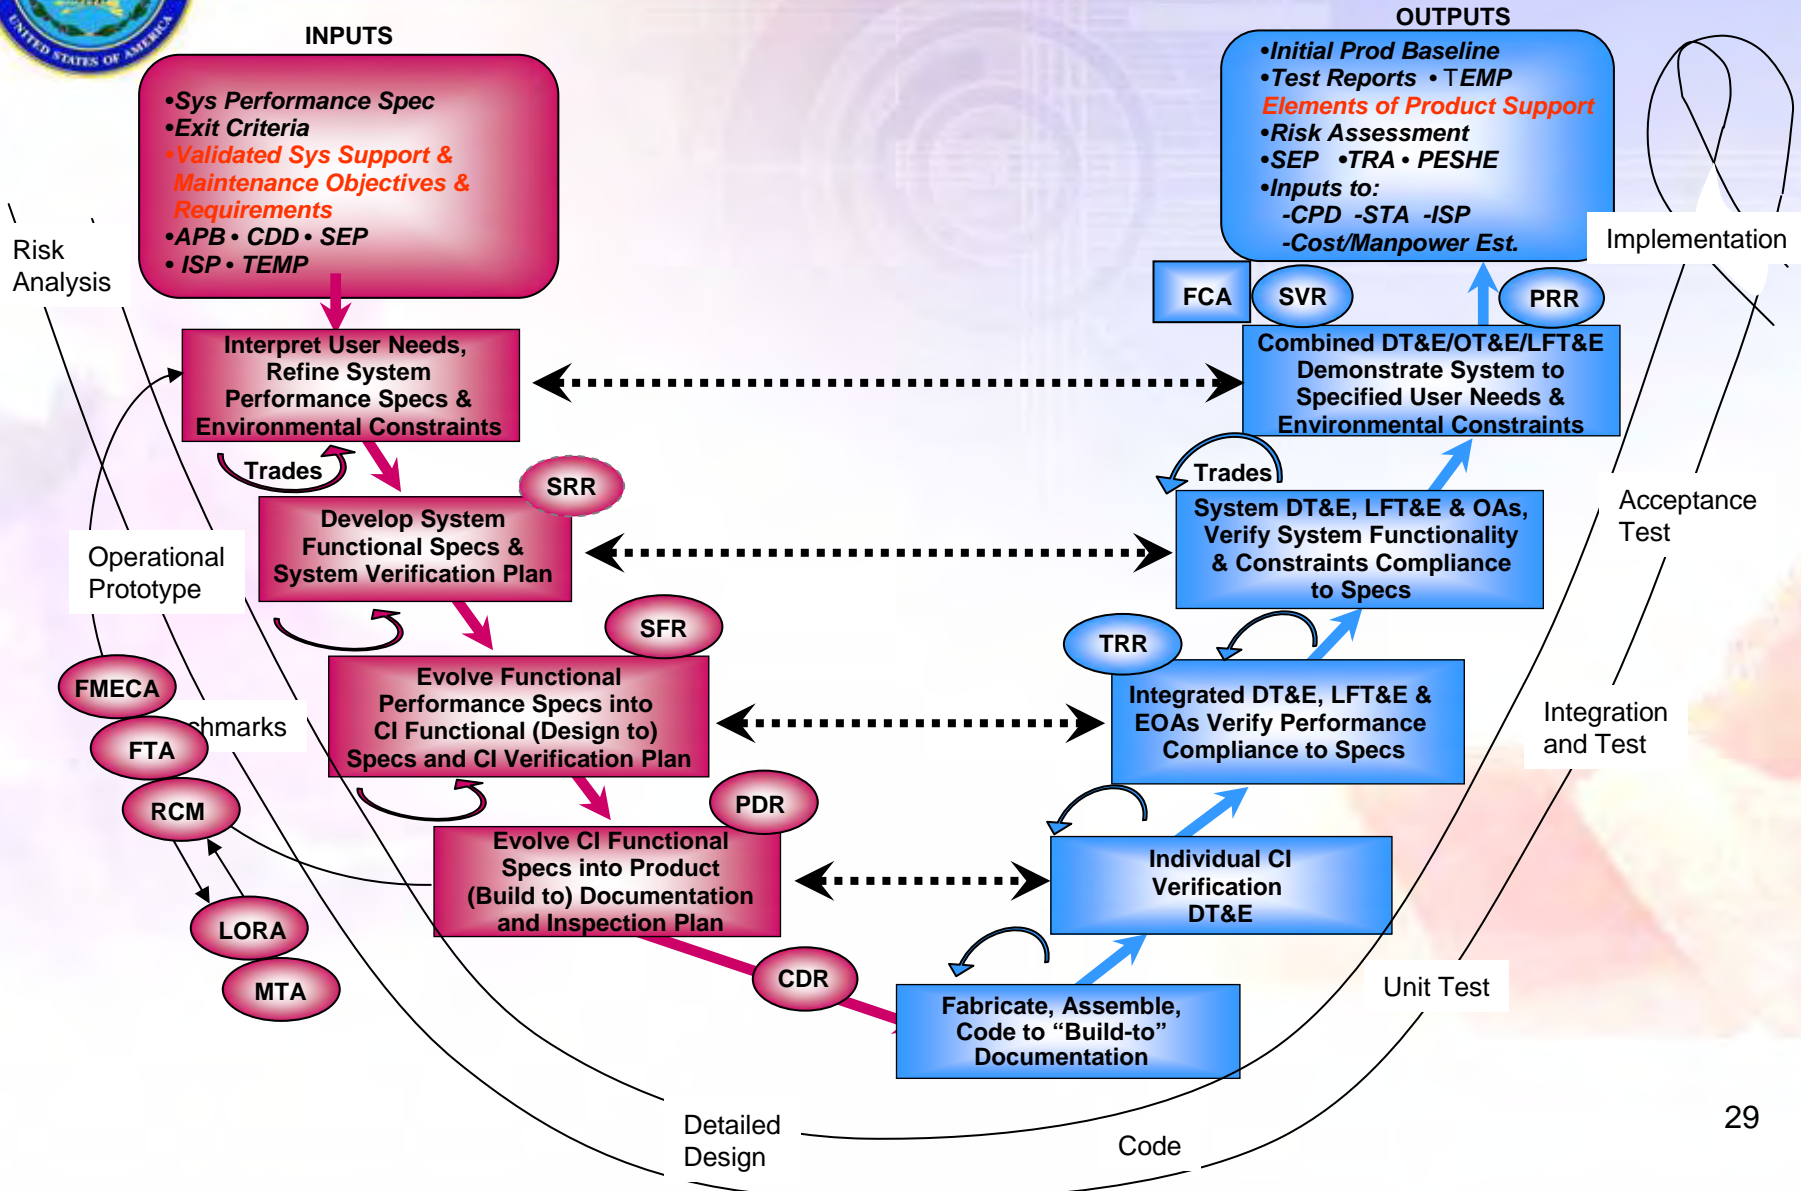 UNITED STATES OF AMERICA
INPUTS
•Sys Performance Spec
•Exit Criteria
•Validated Sys Support &
Maintenance Objectives &
Requirements
•APB • CDD • SEP
• ISP • TEMP
OUTPUTS
•Initial Prod Baseline
•Test Reports • TEMP
Elements of Product Support
•Risk Assessment
•SEP •TRA • PESHE
•Inputs to:
-CPD -STA -ISP
-Cost/Manpower Est.
Risk
Analysis
Implementation
FCA
SVR
PRR
Interpret User Needs,
Refine System
Performance Specs &
Environmental Constraints
Combined DT&E/OT&E/LFT&E
Demonstrate System to
Specified User Needs &
Environmental Constraints
Trades
SRR
Trades
Develop System
Functional Specs &
System Verification Plan
System DT&E, LFT&E & OAs,
Verify System Functionality
& Constraints Compliance
to Specs
Acceptance
Test
Operational
Prototype
SFR
TRR
Evolve Functional
Performance Specs into
CI Functional (Design to)
Specs and CI Verification Plan
Integrated DT&E, LFT&E &
EOAs Verify Performance
Compliance to Specs
Integration
and Test
FMECA
hmarks
FTA
RCM
PDR
Evolve CI Functional
Specs into Product
(Build to) Documentation
and Inspection Plan
Individual CI
Verification
DT&E
LORA
MTA
CDR
Unit Test
Fabricate, Assemble,
Code to “Build-to”
Documentation
Detailed
Design
Code
29